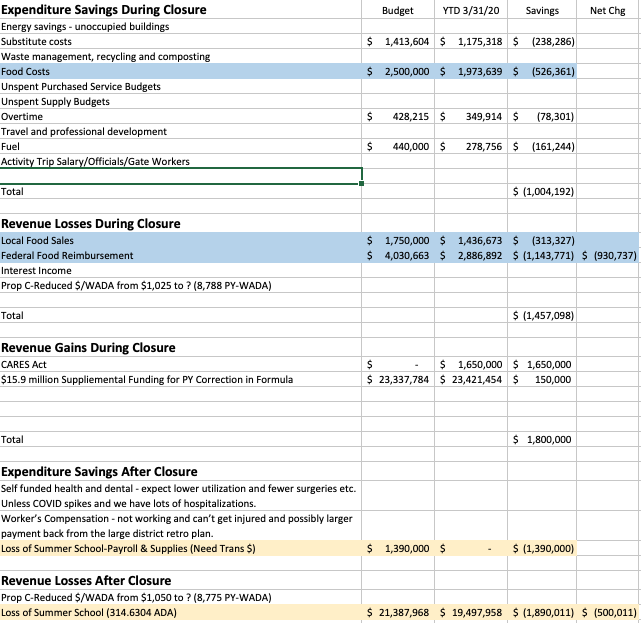 Expenditure Savings During Closure Budget YTD 3/31/20 Savings Net Chg
Energy savings - unoccupied buildings
Substitute costs $ 1,413,604 $ 1,175,318 $ (238,286)
Waste management, recycling and composting
Food Costs $ 2,500,000 $ 1,973,639 $ (526,361)
Unspent Purchased Service Budgets
Unspent Supply Budgets
Overtime $ 428,215 $ 349,914 $ (78,301)
Travel and professional development
Fuel $ 440,000 $ 278,756 $ (161,244)
Activity Trip Salary/Officials/Gate Workers
Total $ (1,004,192)
Revenue Losses During Closure
Local Food Sales $ 1,750,000 $ 1,436,673 $ (313,327)
Federal Food Reimbursement $ 4,030,663 $ 2,886,892 $ (1,143,771) $ (930,737)
Interest Income
Prop C-Reduced $/WADA from $1,025 to ? (8,788 PY-WADA)
Total $ (1,457,098)
Revenue Gains During Closure
CARES Act $ - $ 1,650,000 $ 1,650,000
$15.9 million Suppliemental Funding for PY Correction in Formula $ 23,337,784 $ 23,421,454 $ 150,000
Total $ 1,800,000
Expenditure Savings After Closure
Self funded health and dental - expect lower utilization and fewer surgeries etc.
Unless COVID spikes and we have lots of hospitalizations.
Worker's Compensation - not working and can't get injured and possibly larger
payment back from the large district retro plan.
Loss of Summer School-Payroll & Supplies (Need Trans $) $ 1,390,000 $ - $ (1,390,000)
Revenue Losses After Closure
Prop C-Reduced $/WADA from $1,050 to ? (8,775 PY-WADA)
Loss of Summer School (314.6304 ADA) $ 21,387,968 $ 19,497,958 $ (1,890,011) $ (500,011)